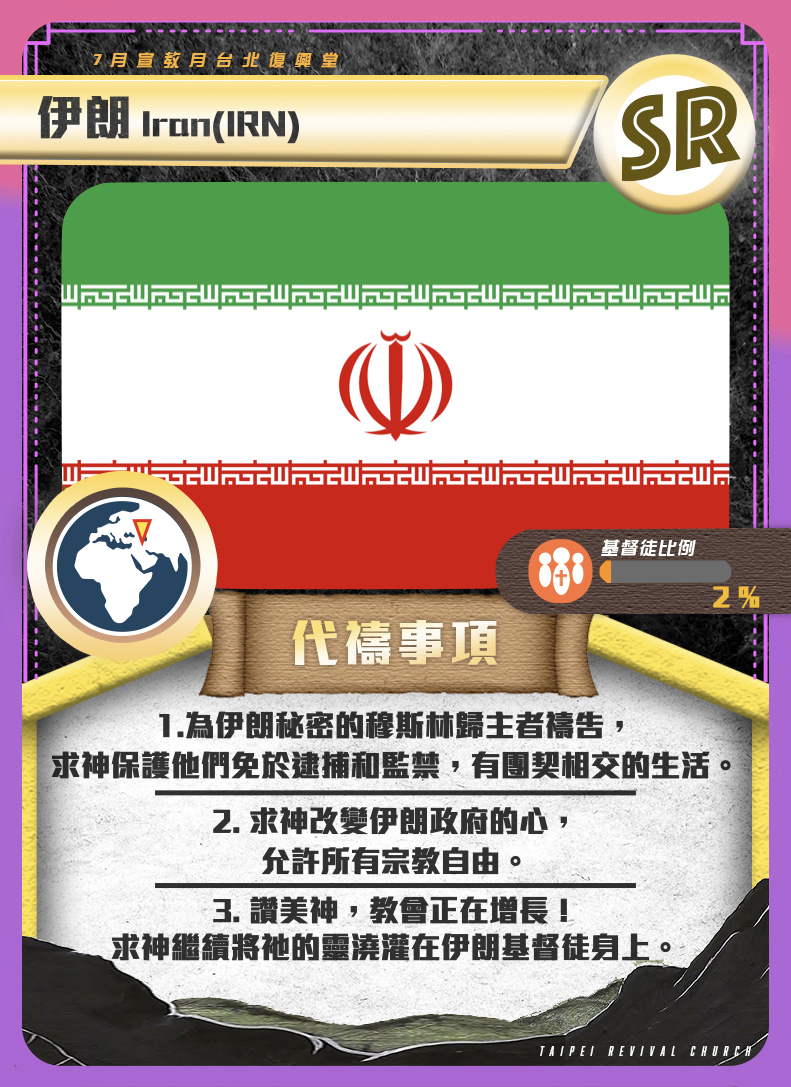 7月宣教月台北復興堂
伊朗 Iran(IRN)
SR
基督徒比例
2%
代禱事項
1.為伊朗秘密的穆斯林歸主者禱告，
求神保護他們免於逮捕和監禁，有團契相交的生活。
2. 求神改變伊朗政府的心，
允許所有宗教自由。
3. 讚美神，教會正在增長！
求神繼續將祂的靈澆灌在伊朗基督徒身上。
TAIPEI REVIVAL CHURCH